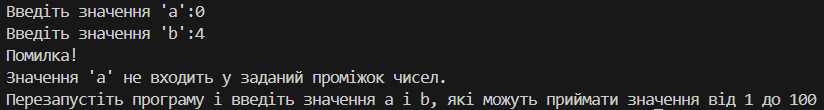 Введіть значення 'a':0
Введіть значення 'b':4
Помилка!
Значення 'a' не входить у заданий проміжок чисел.
Перезапустіть програму і введіть значення a і b, які можуть приймати значення від 1 до 100